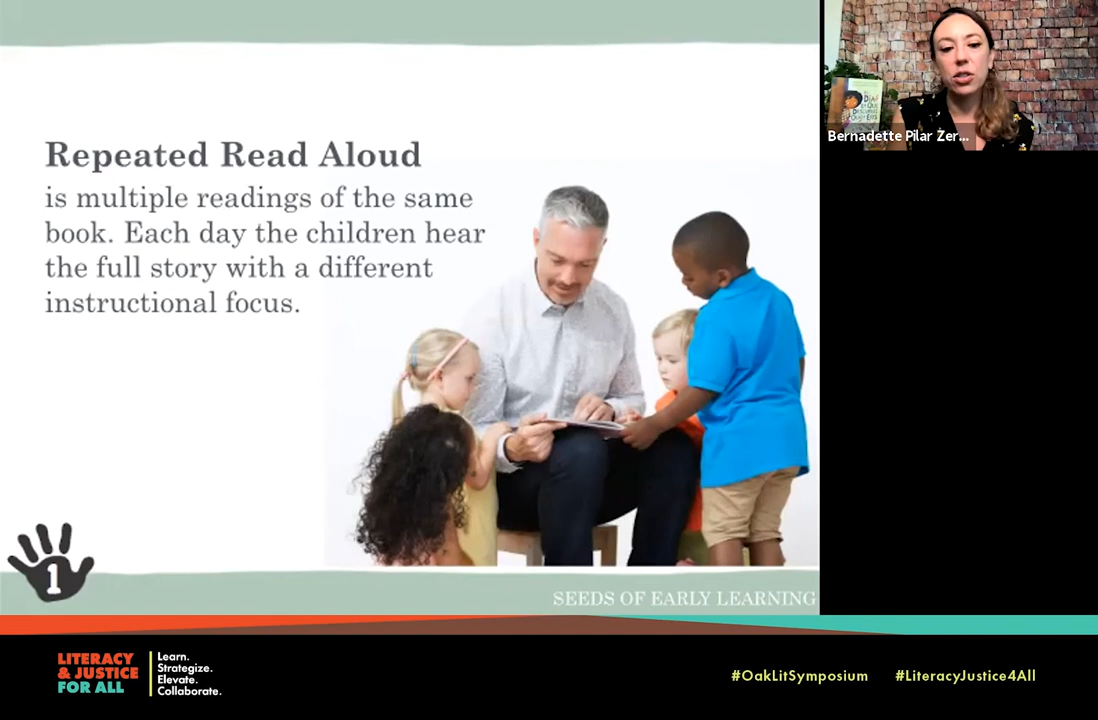 Repeated Read Aloud
is multiple readings of the same
book. Each day the children hear
the full story with a different
instructional focus.
1
SEEDS OF EARLY LEARNING
Bernadette Pilar Zer...
LITERACY
& JUSTICE
FOR ALL
Learn.
Strategize.
Elevate.
Collaborate.
#OakLitSymposium #LiteracyJustice4All